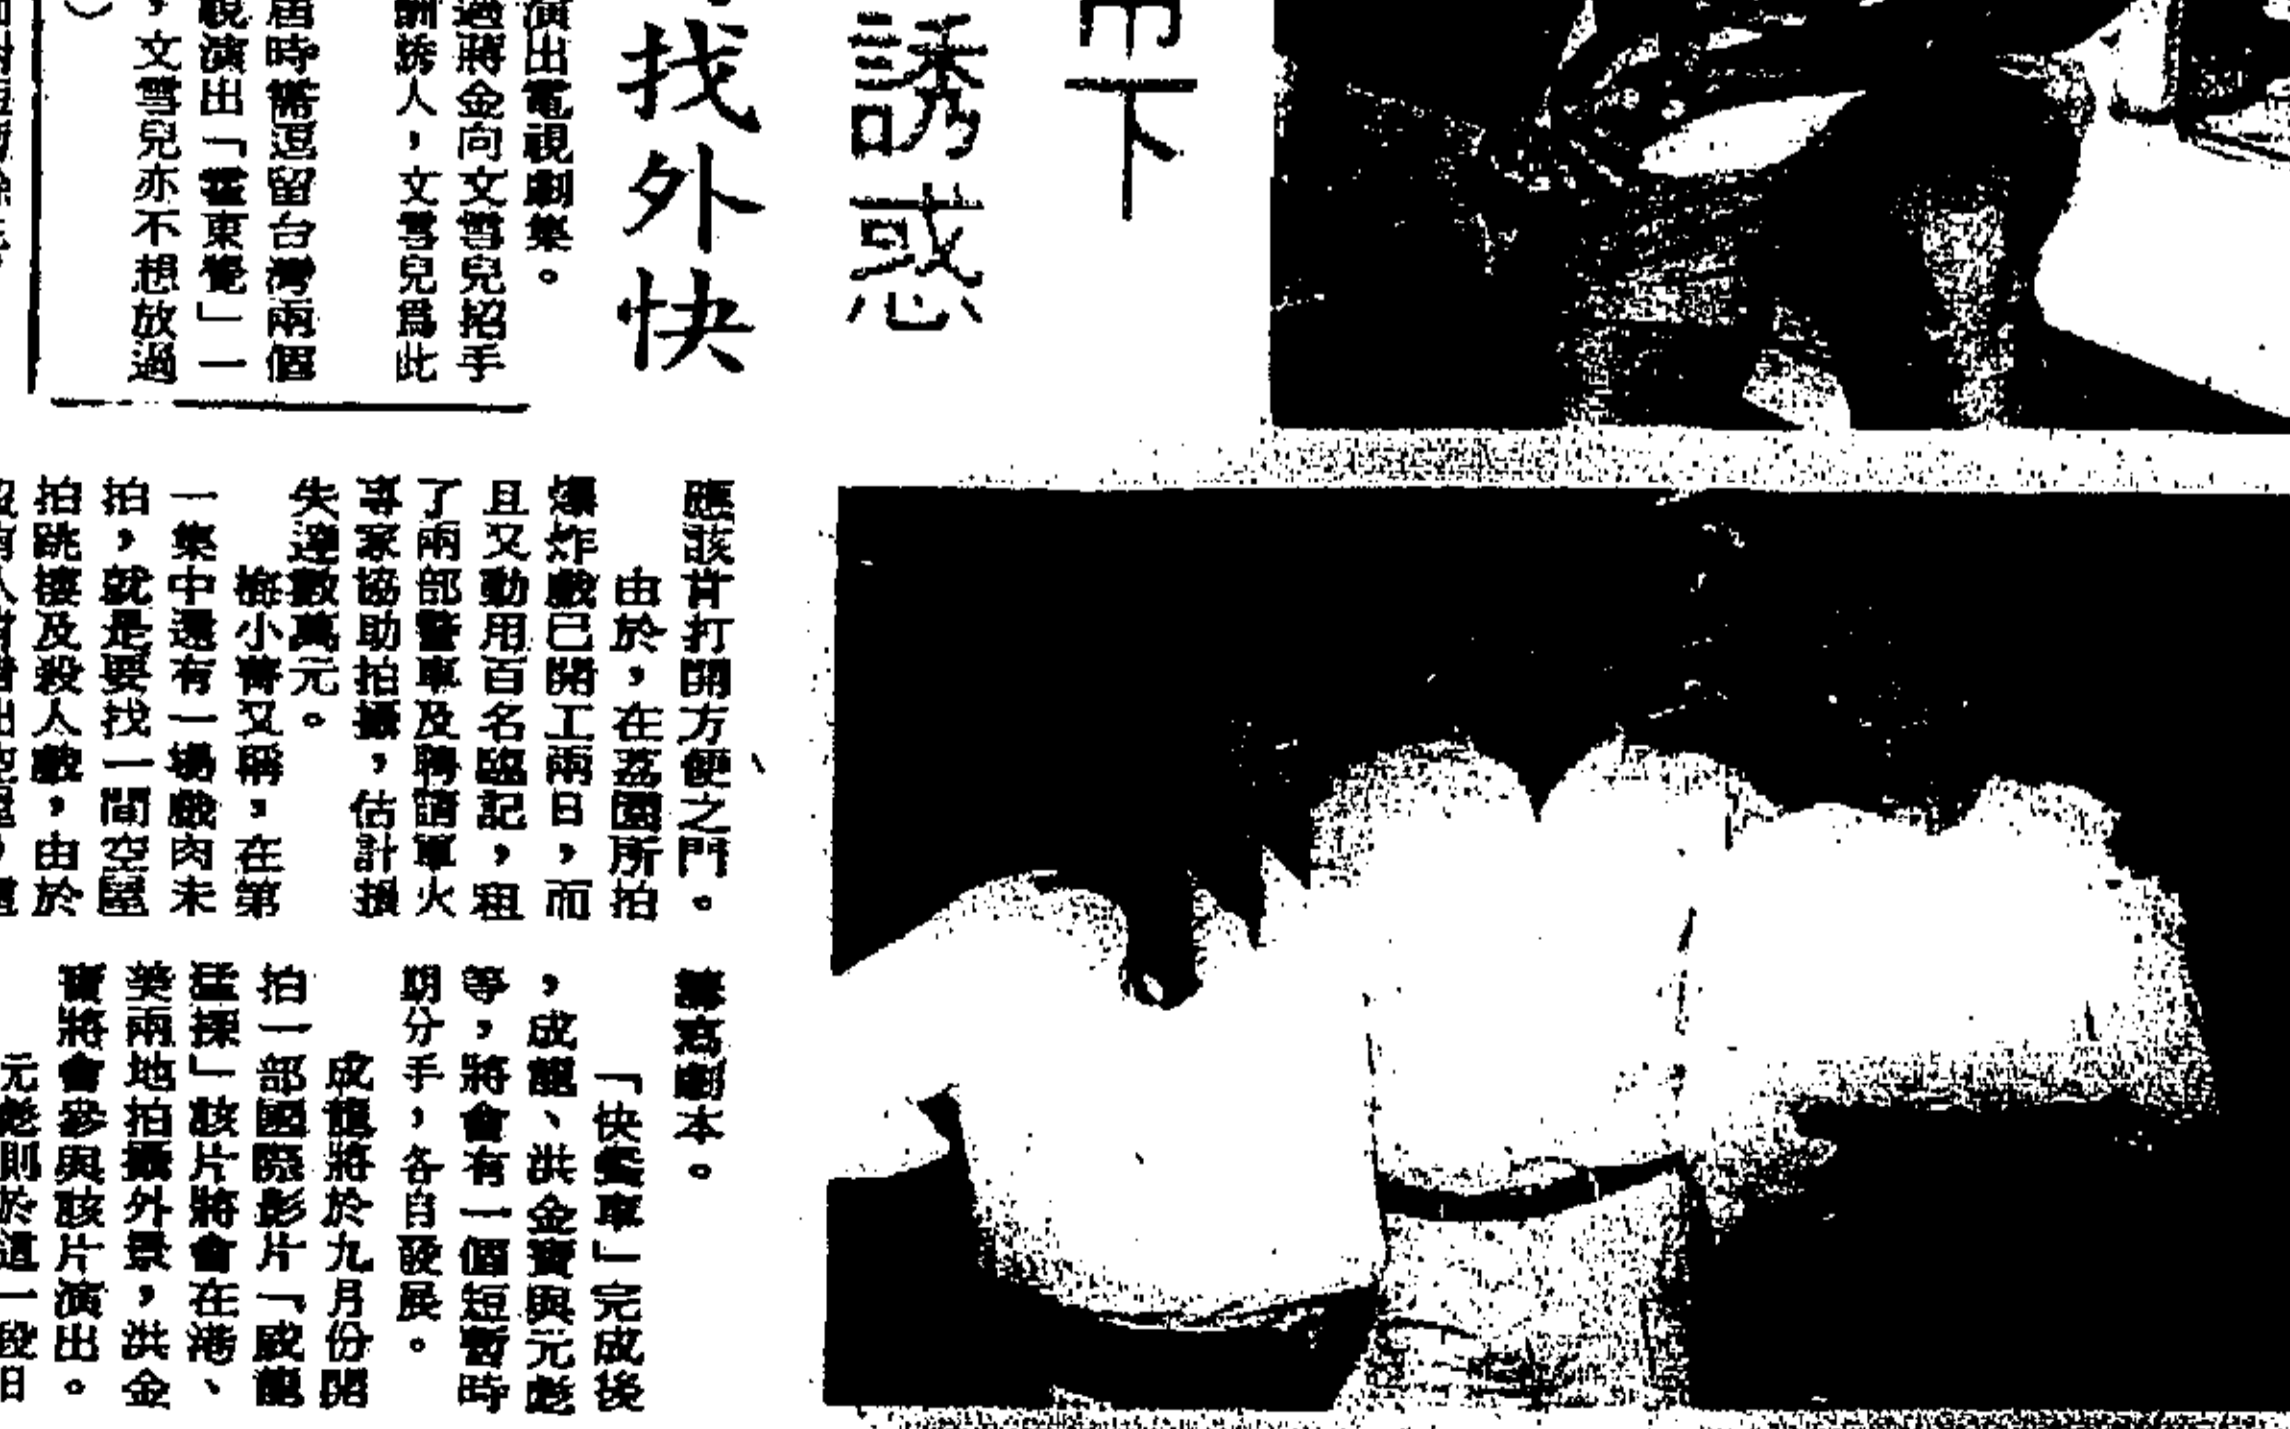 下
誘惑
找外快
演出電視劇集。
過蔣金向文雪兒招手
酬誘人，文雪兒為此
屆時需逗留台灣兩個
視演出「霍東覺」一
，文雪兒亦不想放過
）
應該肯打開方便之門。
由於，在荔園所拍
爆炸戲已開工兩日，而
且又動用百名臨記，租
了兩部警車及聘請軍火
專家協助拍攝，估計損
失達數萬元。
梅小青又稱，在第
一集中還有一場戲肉未
拍，就是要找一間空屋
拍跳樓及殺人戲，由於
寫劇本。
「快餐車」完成後
，成龍、洪金寶與元彪
等，將會有一個短暫時
期分手，各自發展。
成龍將於九月份開
拍一部國際影片「威龍
猛探」該片將會在港、
美兩地拍攝外景，洪金
寶將會參與該片演出。
元彪則於這一段日